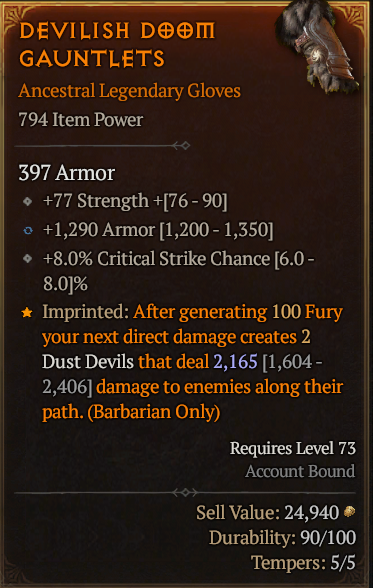 DEVILISH DOOM
GAUNTLETS
Ancestral Legendary Gloves
794 Item Power
397 Armor
+77 Strength +[76 - 90]
+1,290 Armor [1,200 - 1,350]
+8.0% Critical Strike Chance [6.0 -
8.0]%
Imprinted: After generating 100 Fury
your next direct damage creates 2
Dust Devils that deal 2,165 [1,604 -
2,406] damage to enemies along their
path. (Barbarian Only)
Requires Level 73
Account Bound
Sell Value: 24,940
Durability: 90/100
Tempers: 5/5